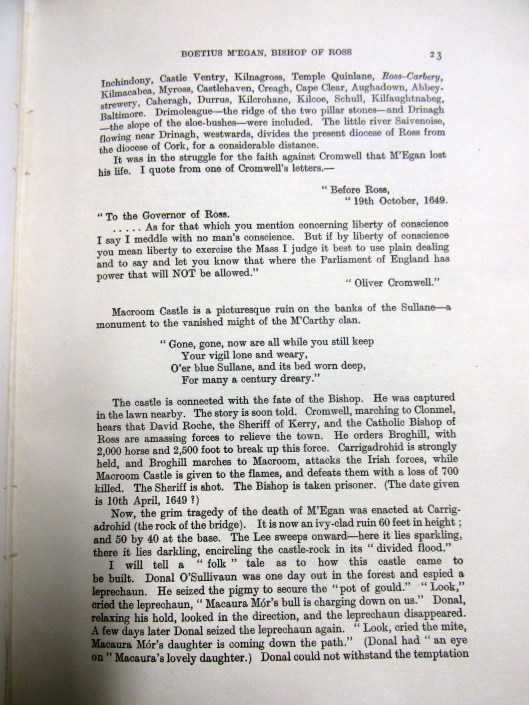 BOETIUS M'EGAN, BISHOP OF ROSS 23
Inchindony, Castle Ventry, Kilnagross, Temple Quinlane, Ross-Carbery,
Kilmacabea, Myross, Castlehaven, Creagh, Cape Clear, Aughadown, Abbey-
strewery, Caheragh, Durrus, Kilcrohane, Kilcoe, Schull, Kilfaughtnabeg,
Baltimore. Drimoleague—the ridge of the two pillar stones—and Drinagh
—the slope of the sloe-bushes—were included. The little river Saivenoise,
flowing near Drinagh, westwards, divides the present diocese of Ross from
the diocese of Cork, for a considerable distance.
It was in the struggle for the faith against Cromwell that M'Egan lost
his life. I quote from one of Cromwell's letters.—
" Before Ross,
" 19th October, 1649.
" To the Governor of Ross.
. . . . . As for that which you mention concerning liberty of conscience
I say I meddle with no man's conscience. But if by liberty of conscience
you mean liberty to exercise the Mass I judge it best to use plain dealing
and to say and let you know that where the Parliament of England has
power that will NOT be allowed."
" Oliver Cromwell."
Macroom Castle is a picturesque ruin on the banks of the Sullane—a
monument to the vanished might of the M'Carthy clan.
" Gone, gone, now are all while you still keep
Your vigil lone and weary,
O'er blue Sullane, and its bed worn deep,
For many a century dreary."
The castle is connected with the fate of the Bishop. He was captured
in the lawn nearby. The story is soon told. Cromwell, marching to Clonmel,
hears that David Roche, the Sheriff of Kerry, and the Catholic Bishop of
Ross are amassing forces to relieve the town. He orders Broghill, with
2,000 horse and 2,500 foot to break up this force. Carrigadrohid is strongly
held, and Broghill marches to Macroom, attacks the Irish forces, while
Macroom Castle is given to the flames, and defeats them with a loss of 700
killed. The Sheriff is shot. The Bishop is taken prisoner. (The date given
is 10th April, 1649 ?)
Now, the grim tragedy of the death of M'Egan was enacted at Carrig-
adrohid (the rock of the bridge). It is now an ivy-clad ruin 60 feet in height ;
and 50 by 40 at the base. The Lee sweeps onward—here it lies sparkling,
there it lies darkling, encircling the castle-rock in its " divided flood."
I will tell a " folk " tale as to how this castle came to
be built. Donal O'Sullivaun was one day out in the forest and espied a
leprechaun. He seized the pigmy to secure the "pot of gould." " Look,"
cried the leprechaun, " Macaura Mór's bull is charging down on us." Donal,
relaxing his hold, looked in the direction, and the leprechaun disappeared.
A few days later Donal seized the leprechaun again. " Look, cried the mite,
Macaura Mór's daughter is coming down the path." (Donal had " an eye
on " Macaura's lovely daughter.) Donal could not withstand the temptation